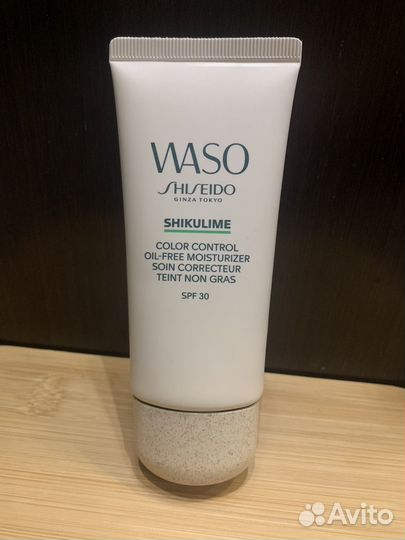 WASO
SHISEIDO
GINZA TOKYO
SHIKULIME
COLOR CONTROL
OIL-FREE MOISTURIZER
SOIN CORRECTEUR
TEINT NON GRAS
SPF 30
Avito